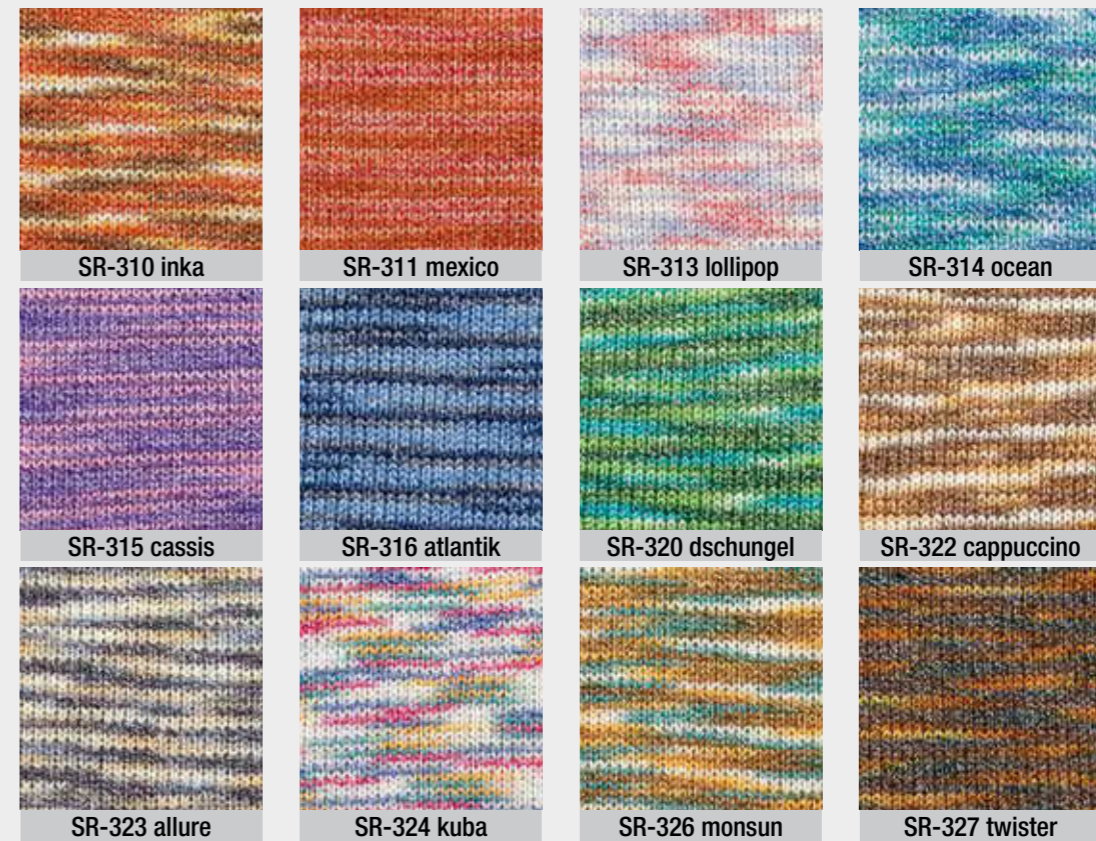 SR-310 inka
SR-311 mexico
SR-313 lollipop
SR-314 ocean
SR-315 cassis
SR-316 atlantik
SR-320 dschungel
SR-322 cappuccino
SR-323 allure
SR-324 kuba
SR-326 monsun
SR-327 twister